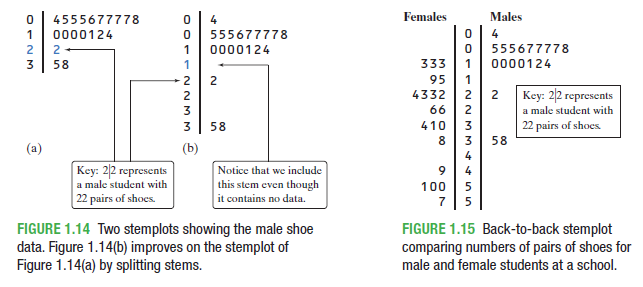 0 4555677778
1 0000124
2 2
3 58
(a)
0 4
0 555677778
1 0000124
1
2 2
2
3
3 58
(b)
Key: 2|2 represents
a male student with
22 pairs of shoes.
Notice that we include
this stem even though
it contains no data.
FIGURE 1.14 Two stemplots showing the male shoe
data. Figure 1.14(b) improves on the stemplot of
Figure 1.14(a) by splitting stems.
Females Males
0 4
0 555677778
333 1 0000124
95 1
4332 2 2
66 2
410 3
8 3 58
4
9 4
100 5
7 5
Key: 2|2 represents
a male student with
22 pairs of shoes.
FIGURE 1.15 Back-to-back stemplot
comparing numbers of pairs of shoes for
male and female students at a school.